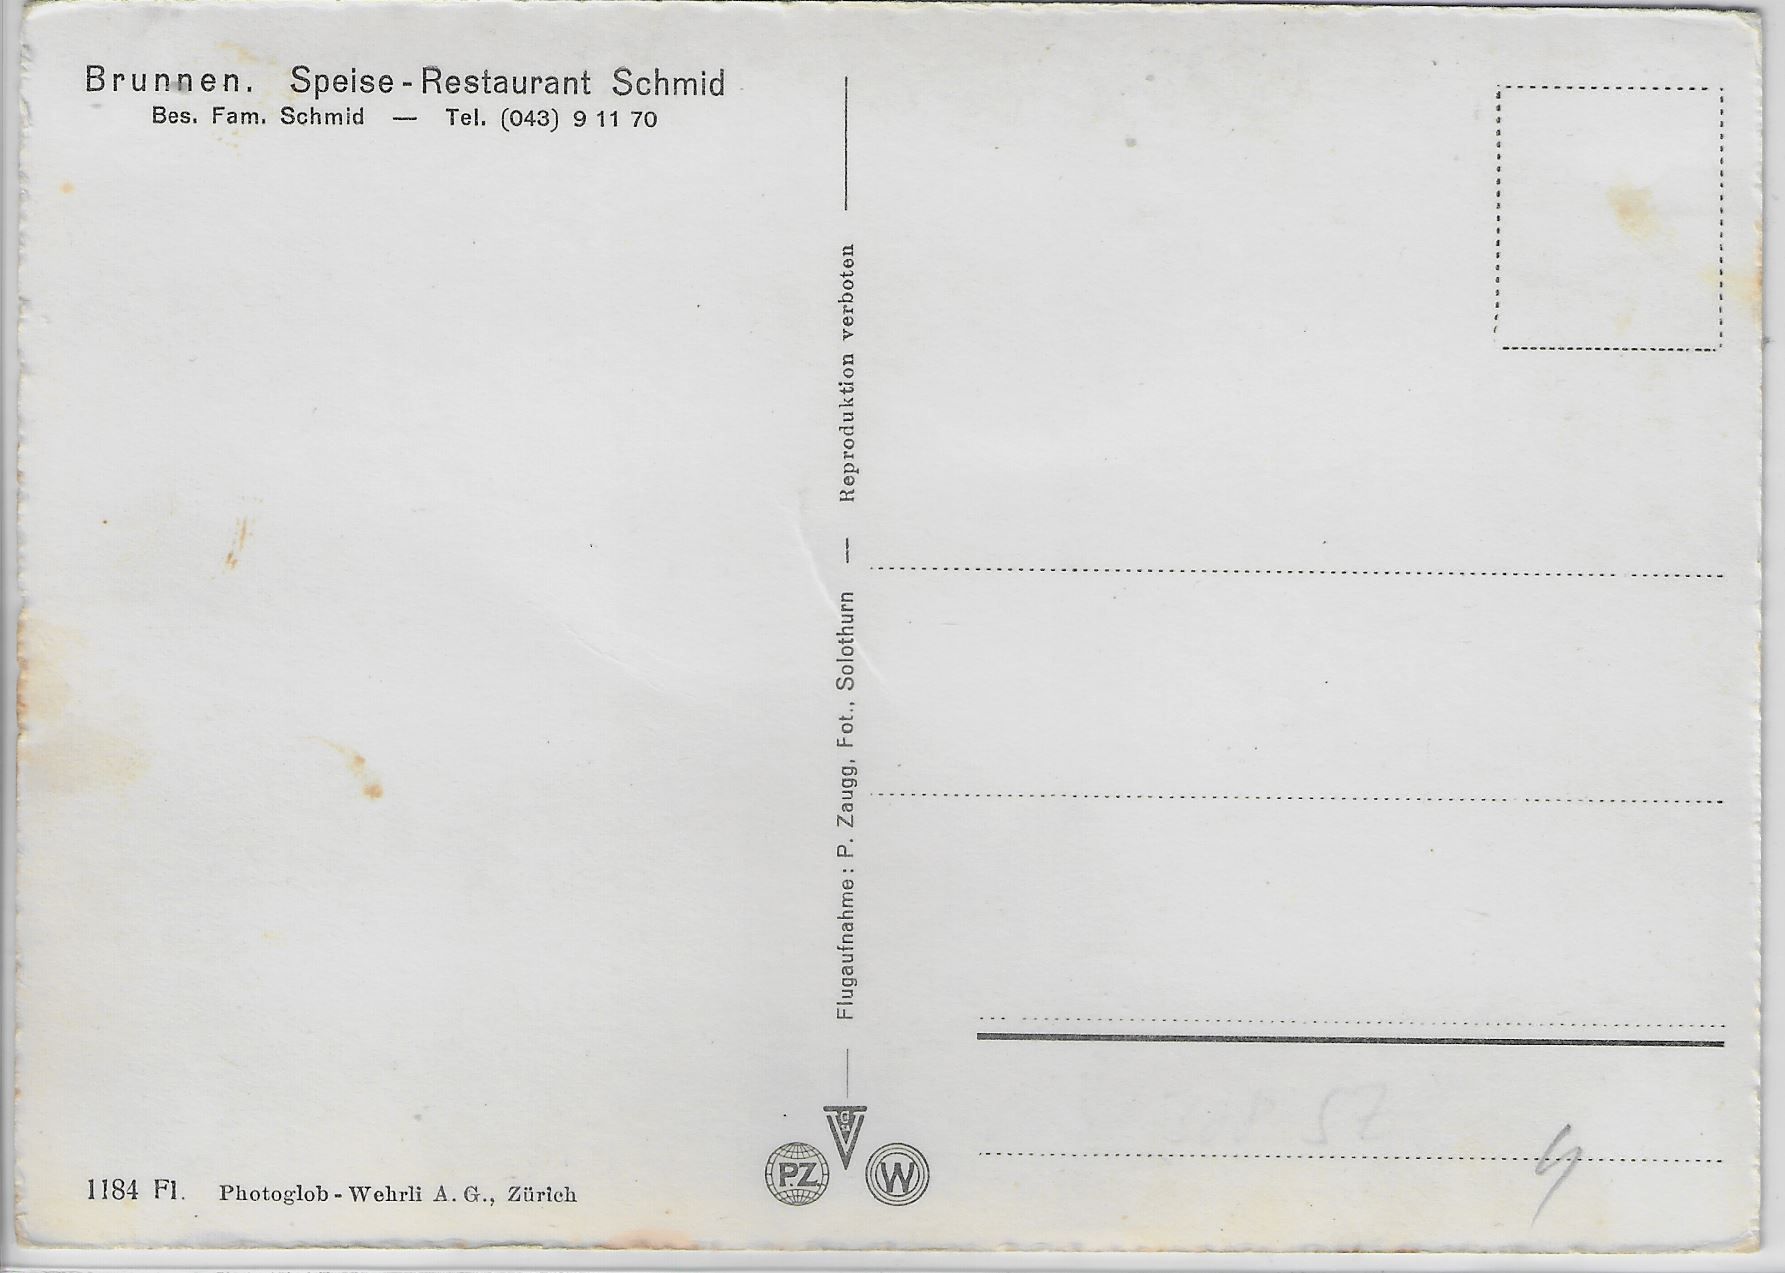 Brunnen. Speise-Restaurant Schmid
Bes. Fam. Schmid — Tel. (043) 9 11 70
Flugaufnahme: P. Zaugg, Fot., Solothurn — Reproduktion verboten
1184 Fl. Photoglob-Wehrli A.G., Zürich
P.Z.
W